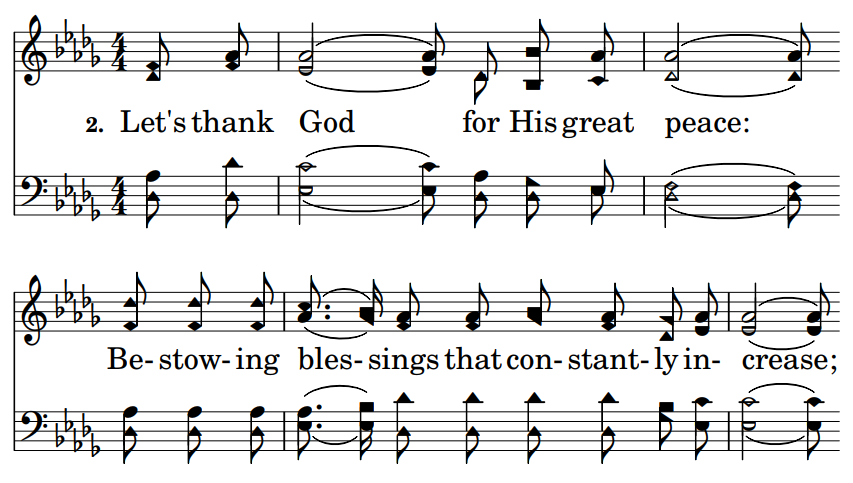 2. Let's thank God for His great peace:
Be- stow- ing bles- sings that con- stant- ly in- crease;